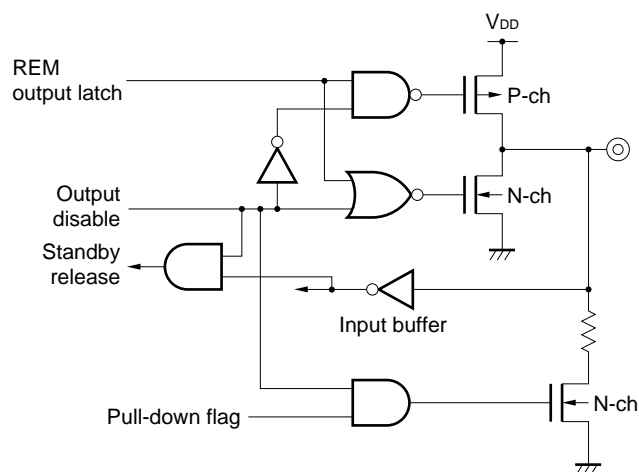 VDD
REM
output latch
P-ch
Output
disable
N-ch
Standby
release
Input buffer
N-ch
Pull-down flag